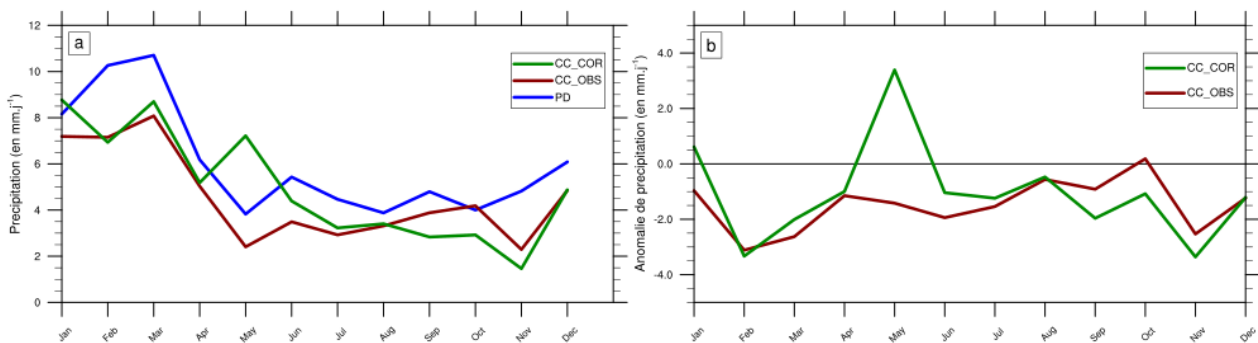 a
Precipitation (en mm.j⁻¹)
12
10
8
6
4
2
0
CC_COR
CC_OBS
PD
Jan
Feb
Mar
Apr
May
Jun
Jul
Aug
Sep
Oct
Nov
Dec
b
Anomalie de precipitation (en mm.j⁻¹)
4.0
2.0
0.0
-2.0
-4.0
CC_COR
CC_OBS
Jan
Feb
Mar
Apr
May
Jun
Jul
Aug
Sep
Oct
Nov
Dec